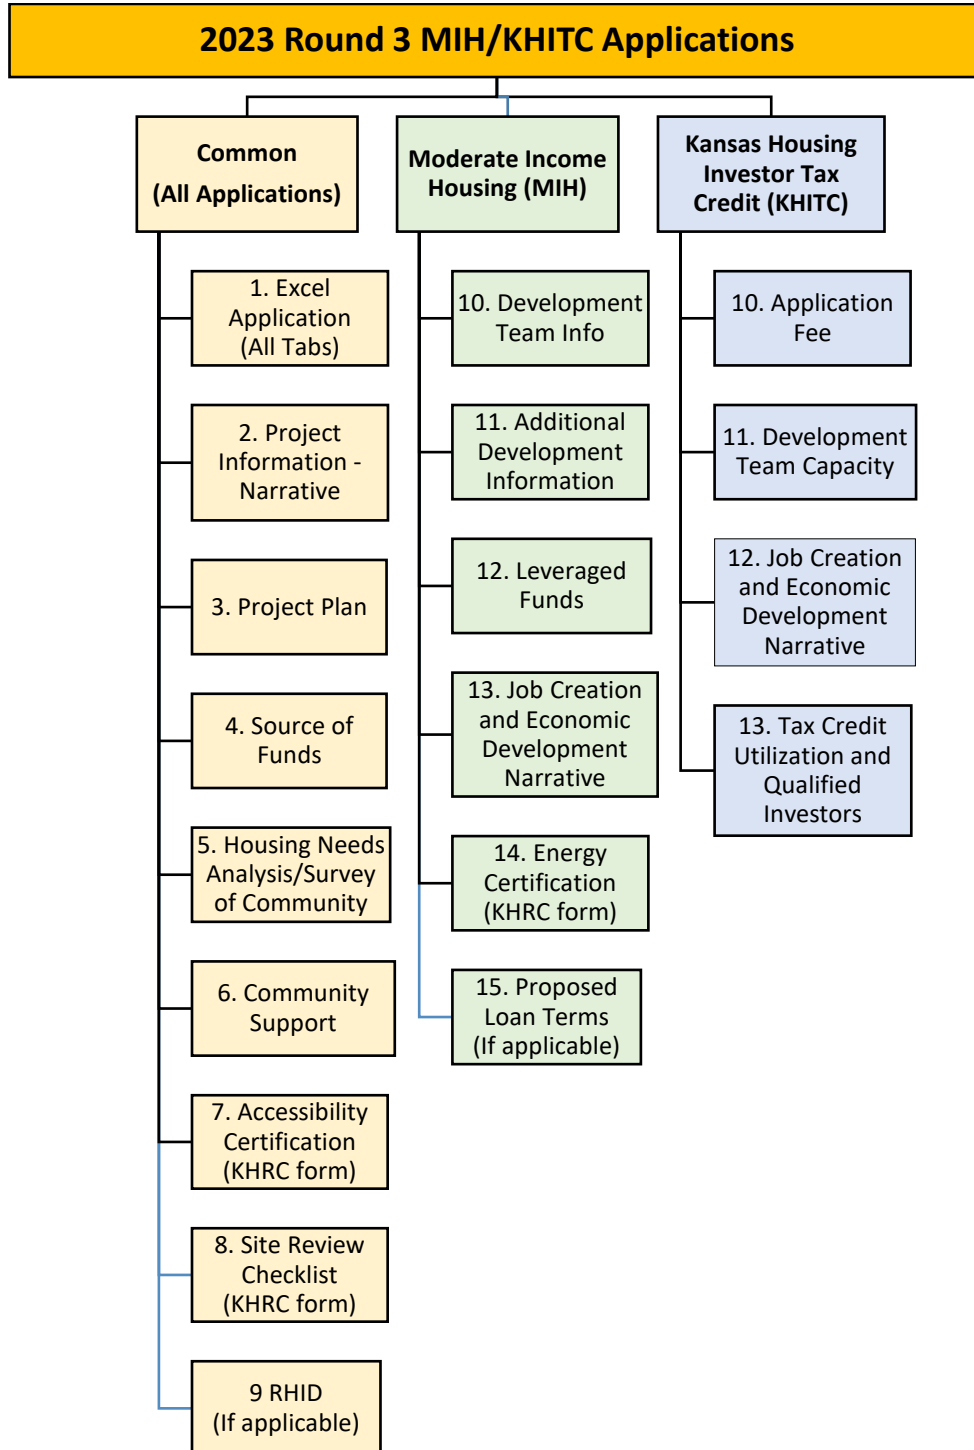 2023 Round 3 MIH/KHITC Applications
Common
(All Applications)
1. Excel
Application
(All Tabs)
2. Project
Information -
Narrative
3. Project Plan
4. Source of
Funds
5. Housing Needs
Analysis/Survey
of Community
6. Community
Support
7. Accessibility
Certification
(KHRC form)
8. Site Review
Checklist
(KHRC form)
9 RHID
(If applicable)
Moderate Income
Housing (MIH)
10. Development
Team Info
11. Additional
Development
Information
12. Leveraged
Funds
13. Job Creation
and Economic
Development
Narrative
14. Energy
Certification
(KHRC form)
15. Proposed
Loan Terms
(If applicable)
Kansas Housing
Investor Tax
Credit (KHITC)
10. Application
Fee
11. Development
Team Capacity
12. Job Creation
and Economic
Development
Narrative
13. Tax Credit
Utilization and
Qualified
Investors